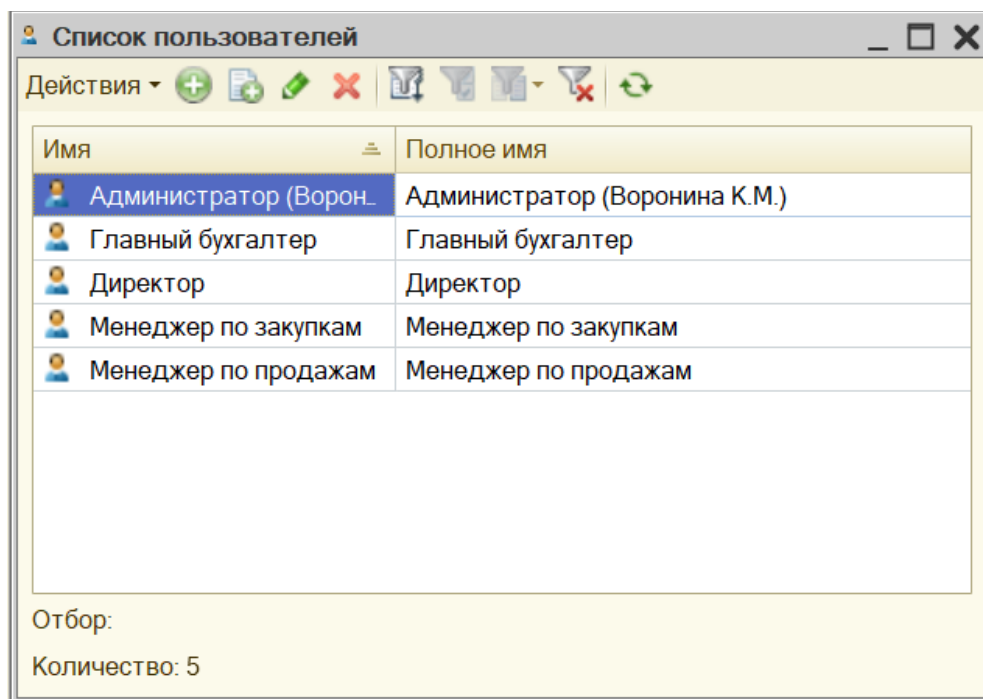 Список пользователей
Действия
Имя Полное имя
Администратор (Ворон... Администратор (Воронина К.М.)
Главный бухгалтер Главный бухгалтер
Директор Директор
Менеджер по закупкам Менеджер по закупкам
Менеджер по продажам Менеджер по продажам
Отбор:
Количество: 5